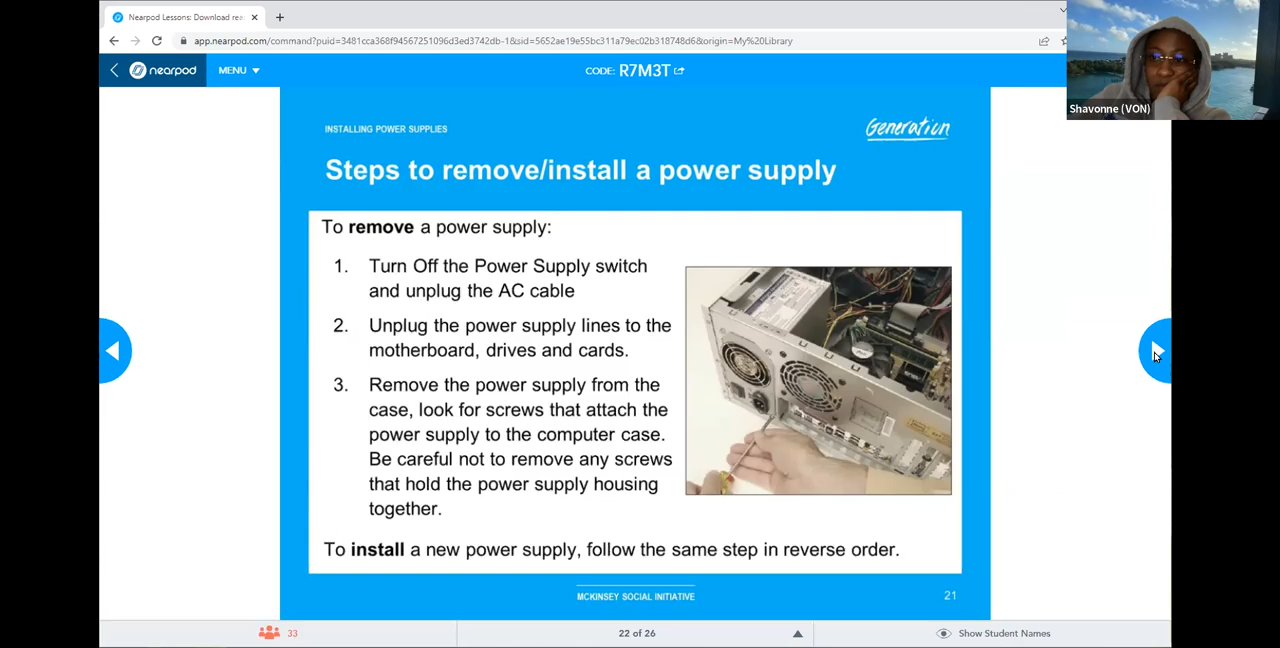 Nearpod Lessons: Download rea
app.nearpod.com/command?puid=3481cca368f94567251096d3ed3742db-1&sid=5652ae19e55bc311a79ec02b318748d6&origin=My%20Library
nearpod
MENU
CODE: R7M3T
Shavonne (VON)
INSTALLING POWER SUPPLIES
Generation
Steps to remove/install a power supply
To remove a power supply:
1. Turn Off the Power Supply switch
and unplug the AC cable
2. Unplug the power supply lines to the
motherboard, drives and cards.
3. Remove the power supply from the
case, look for screws that attach the
power supply to the computer case.
Be careful not to remove any screws
that hold the power supply housing
together.
To install a new power supply, follow the same step in reverse order.
MCKINSEY SOCIAL INITIATIVE
21
33
22 of 26
Show Student Names